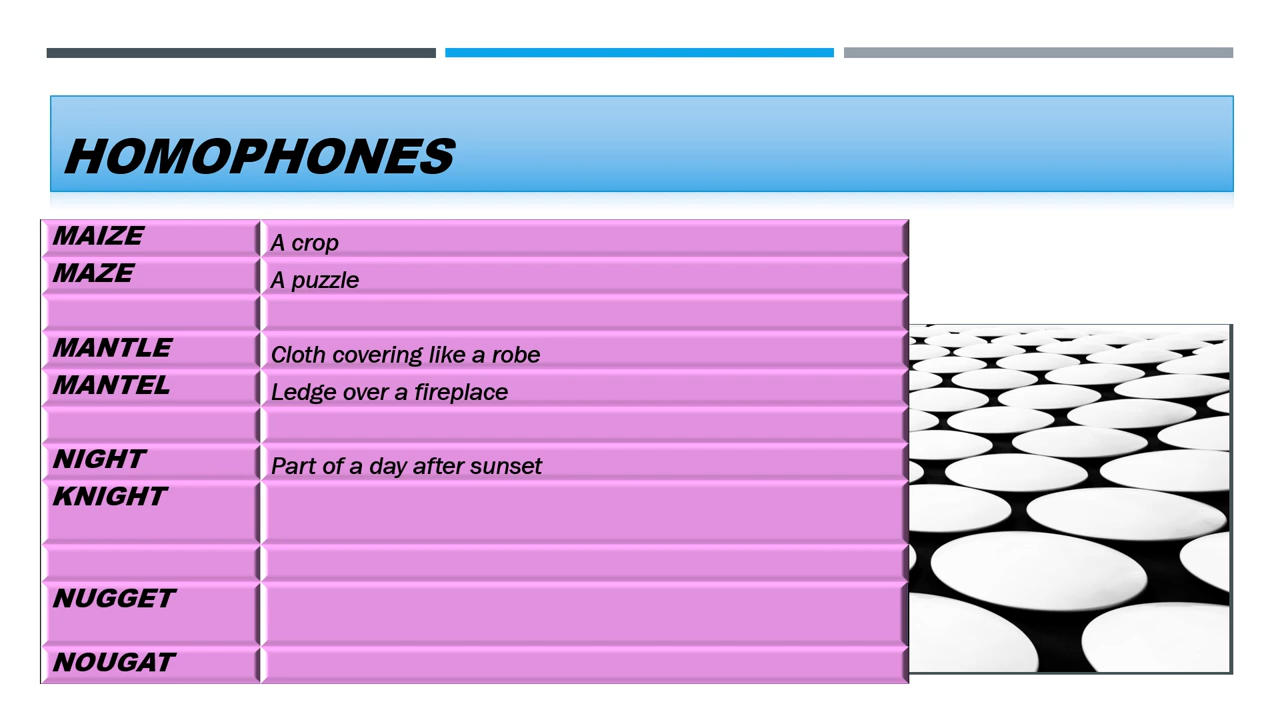 HOMOPHONES
MAIZE A crop
MAZE A puzzle
MANTLE Cloth covering like a robe
MANTEL Ledge over a fireplace
NIGHT Part of a day after sunset
KNIGHT
NUGGET
NOUGAT